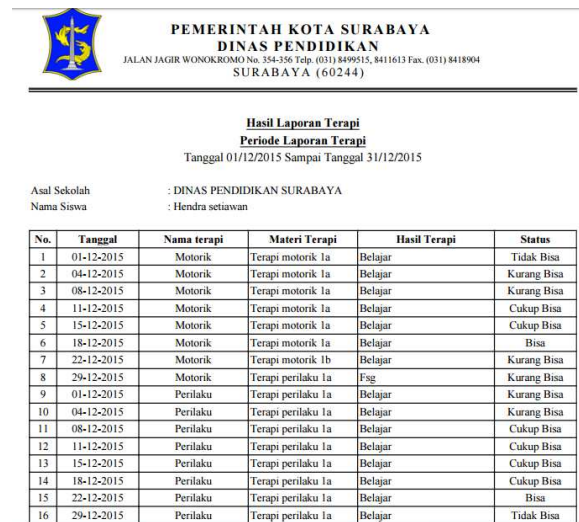 PEMERINTAH KOTA SURABAYA
DINAS PENDIDIKAN
JALAN JAGIR WONOKROMO No. 354-356 Telp. (031) 8499515, 8411613 Fax. (031) 8418904
SURABAYA (60244)
Hasil Laporan Terapi
Periode Laporan Terapi
Tanggal 01/12/2015 Sampai Tanggal 31/12/2015
Asal Sekolah : DINAS PENDIDIKAN SURABAYA
Nama Siswa : Hendra setiawan
No. Tanggal Nama terapi Materi Terapi Hasil Terapi Status
1 01-12-2015 Motorik Terapi motorik 1a Belajar Tidak Bisa
2 04-12-2015 Motorik Terapi motorik 1a Belajar Kurang Bisa
3 08-12-2015 Motorik Terapi motorik 1a Belajar Kurang Bisa
4 11-12-2015 Motorik Terapi motorik 1a Belajar Cukup Bisa
5 15-12-2015 Motorik Terapi motorik 1a Belajar Cukup Bisa
6 18-12-2015 Motorik Terapi motorik 1a Belajar Bisa
7 22-12-2015 Motorik Terapi motorik 1b Belajar Kurang Bisa
8 29-12-2015 Motorik Terapi perilaku 1a Fsg Kurang Bisa
9 01-12-2015 Perilaku Terapi perilaku 1a Belajar Kurang Bisa
10 04-12-2015 Perilaku Terapi perilaku 1a Belajar Kurang Bisa
11 08-12-2015 Perilaku Terapi perilaku 1a Belajar Cukup Bisa
12 11-12-2015 Perilaku Terapi perilaku 1a Belajar Cukup Bisa
13 15-12-2015 Perilaku Terapi perilaku 1a Belajar Cukup Bisa
14 18-12-2015 Perilaku Terapi perilaku 1a Belajar Cukup Bisa
15 22-12-2015 Perilaku Terapi perilaku 1a Belajar Bisa
16 29-12-2015 Perilaku Terapi perilaku 1a Belajar Tidak Bisa